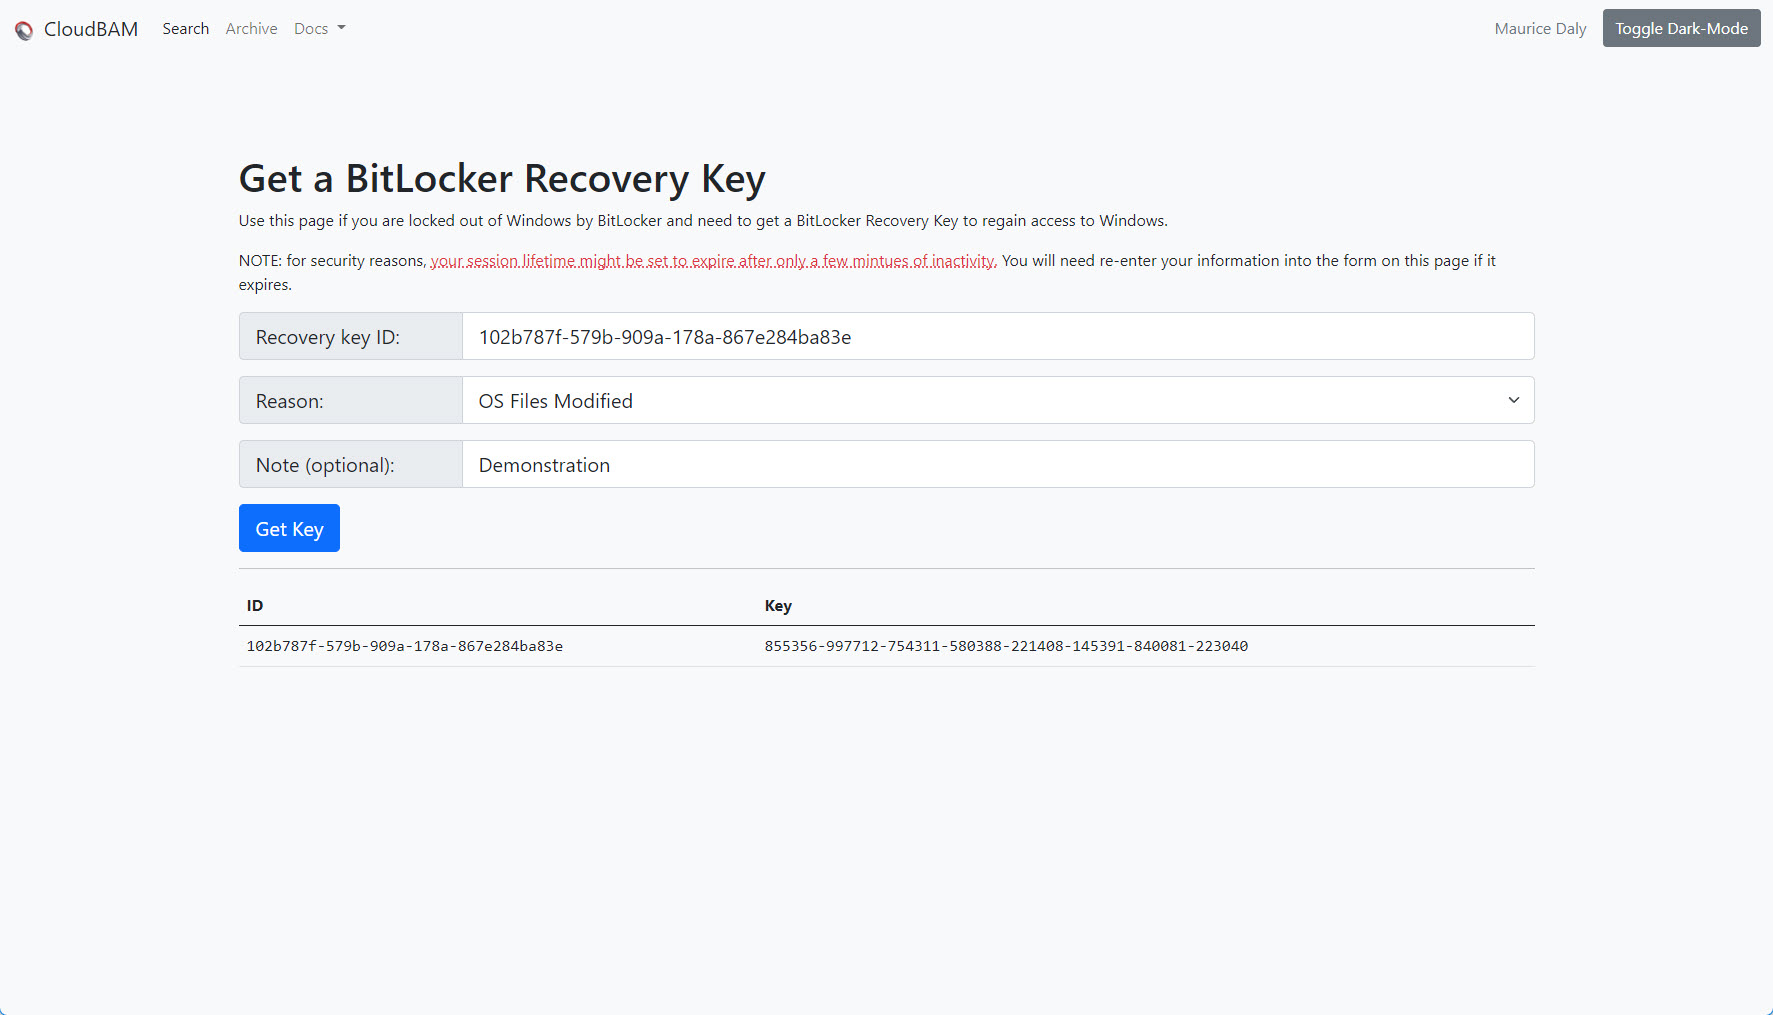 CloudBAM Search Archive Docs Maurice Daly Toggle Dark-Mode
Get a BitLocker Recovery Key
Use this page if you are locked out of Windows by BitLocker and need to get a BitLocker Recovery Key to regain access to Windows.
NOTE: for security reasons, your session lifetime might be set to expire after only a few mintues of inactivity. You will need re-enter your information into the form on this page if it
expires.
Recovery key ID: 102b787f-579b-909a-178a-867e284ba83e
Reason: OS Files Modified
Note (optional): Demonstration
Get Key
ID Key
102b787f-579b-909a-178a-867e284ba83e 855356-997712-754311-580388-221408-145391-840081-223040